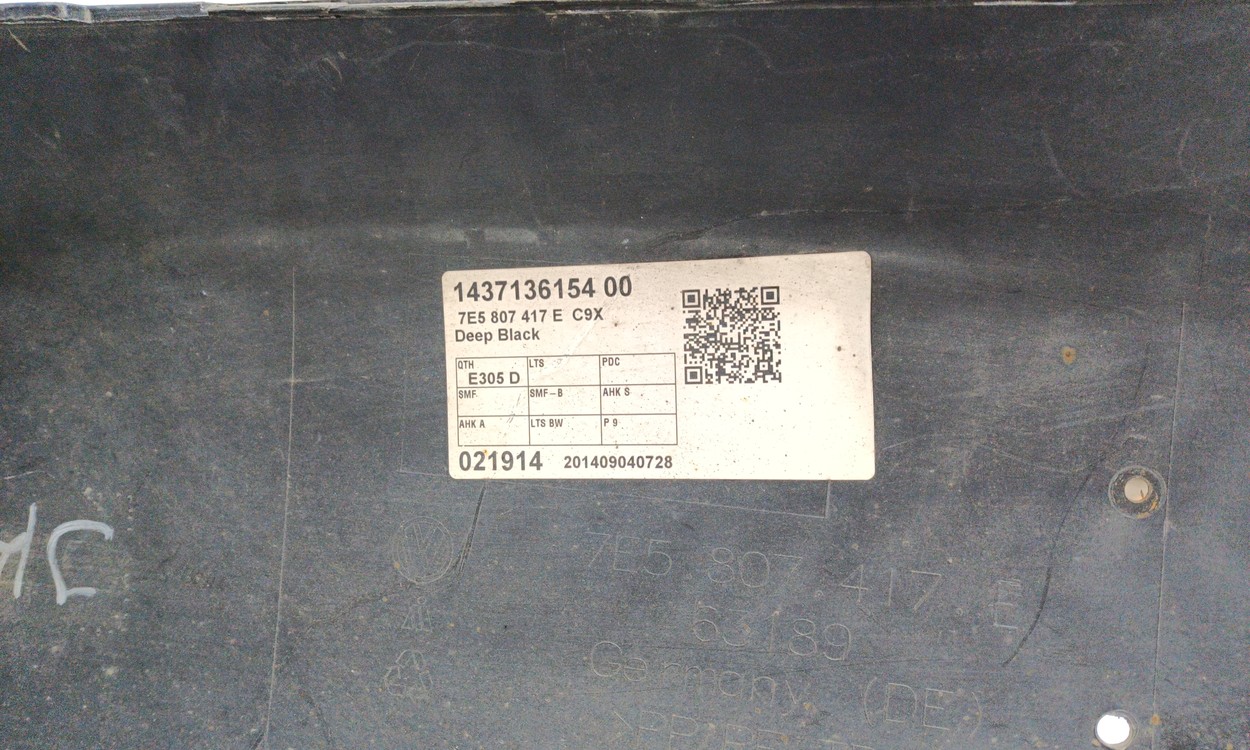 1437136154 00
7E5 807 417 E C9X
Deep Black
QTH LTS PDC
E305 D
SMF SMF-B AHK S
AHK A LTS BW P 9
021914 201409040728
7E5 807 417 E
63189
Germany (DE)